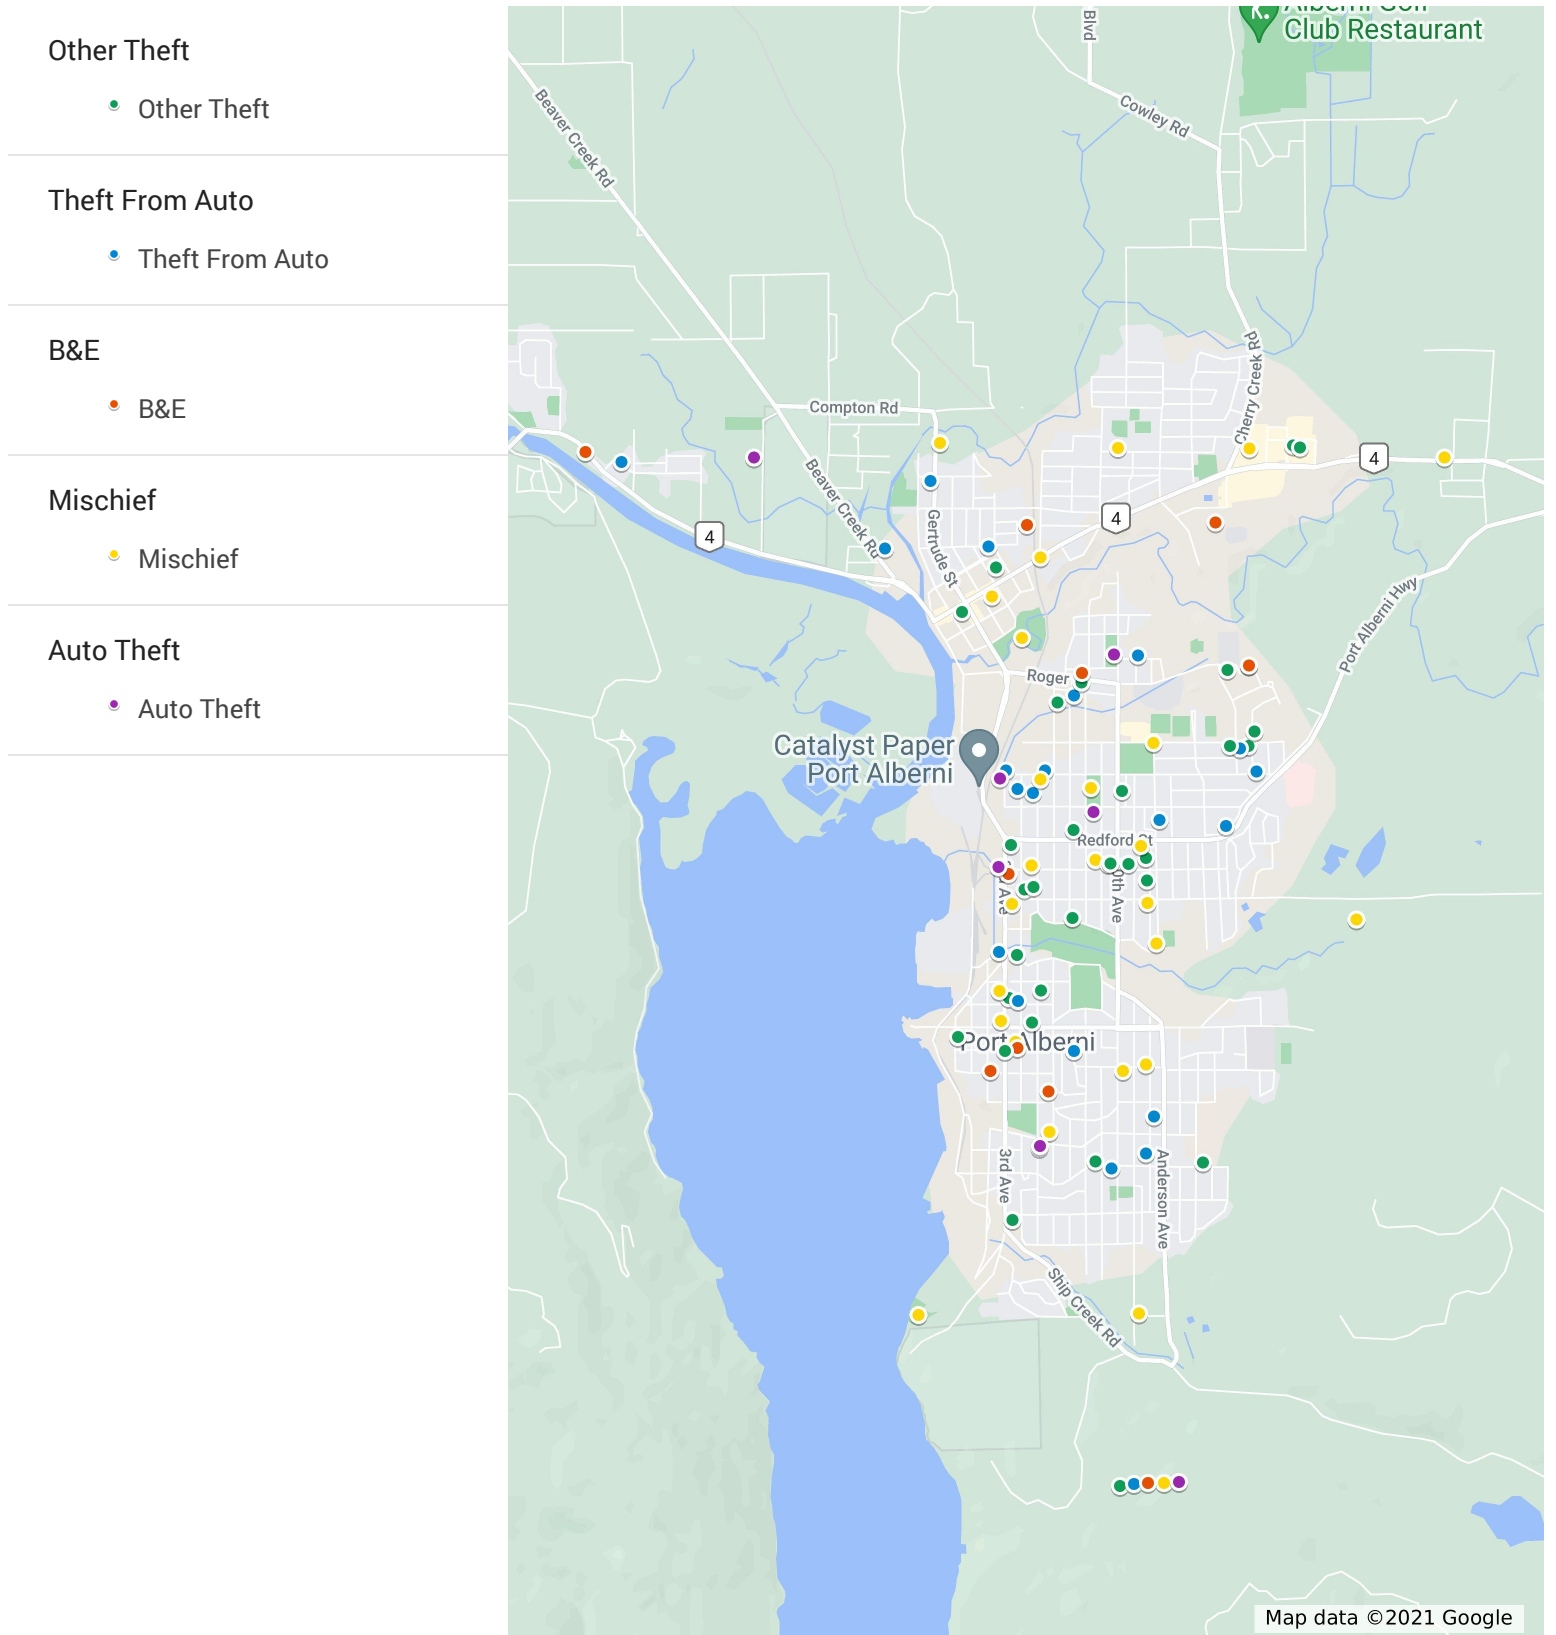 Other Theft
Other Theft
Theft From Auto
Theft From Auto
B&E
B&E
Mischief
Mischief
Auto Theft
Auto Theft
Club Restaurant
Blvd
Cowley Rd
Beaver Creek Rd
Cherry Creek Rd
Compton Rd
4
Beaver Creek Rd
4
4
Gertrude St
Port Alberni Hwy
Roger
Catalyst Paper
Port Alberni
Redford St
Ave
Port Alberni
3rd Ave
Anderson Ave
Ship Creek Rd
Map data ©2021 Google